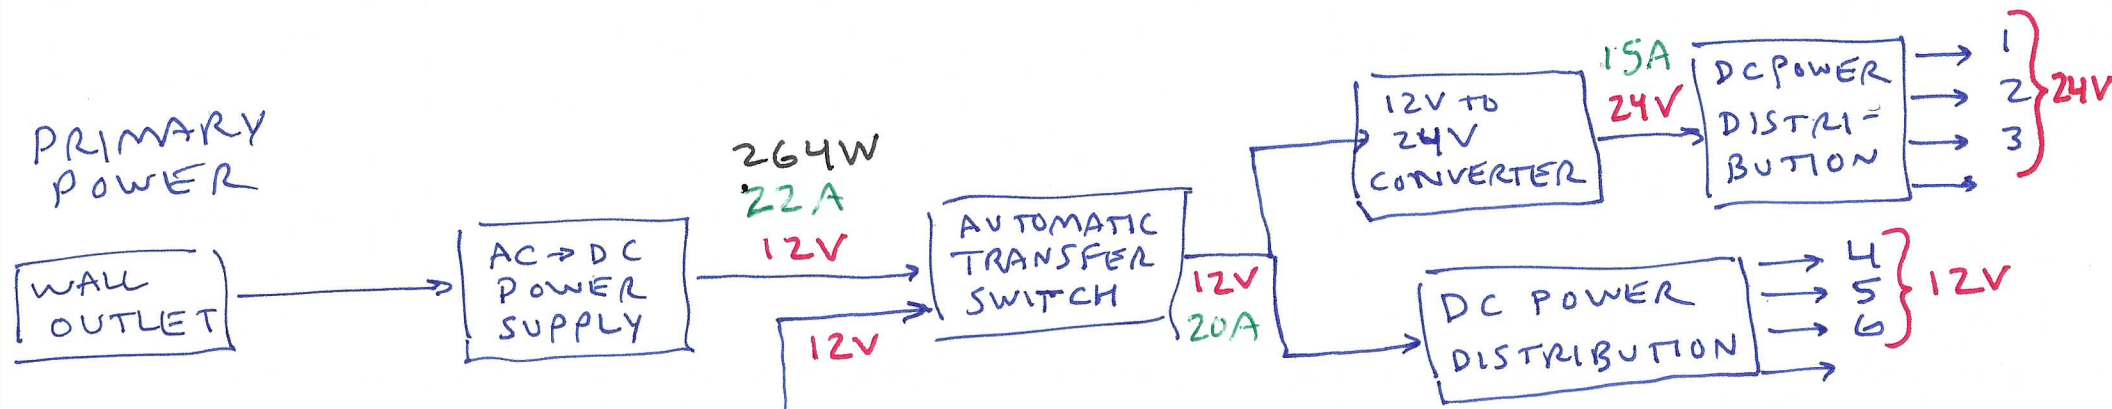 PRIMARY
POWER
WALL
OUTLET
AC → DC
POWER
SUPPLY
264W
22A
12V
12V
AUTOMATIC
TRANSFER
SWITCH
12V
20A
12V TO
24V
CONVERTER
15A
24V
DC POWER
DISTRI-
BUTION
1
2
3
24V
DC POWER
DISTRIBUTION
4
5
6
12V